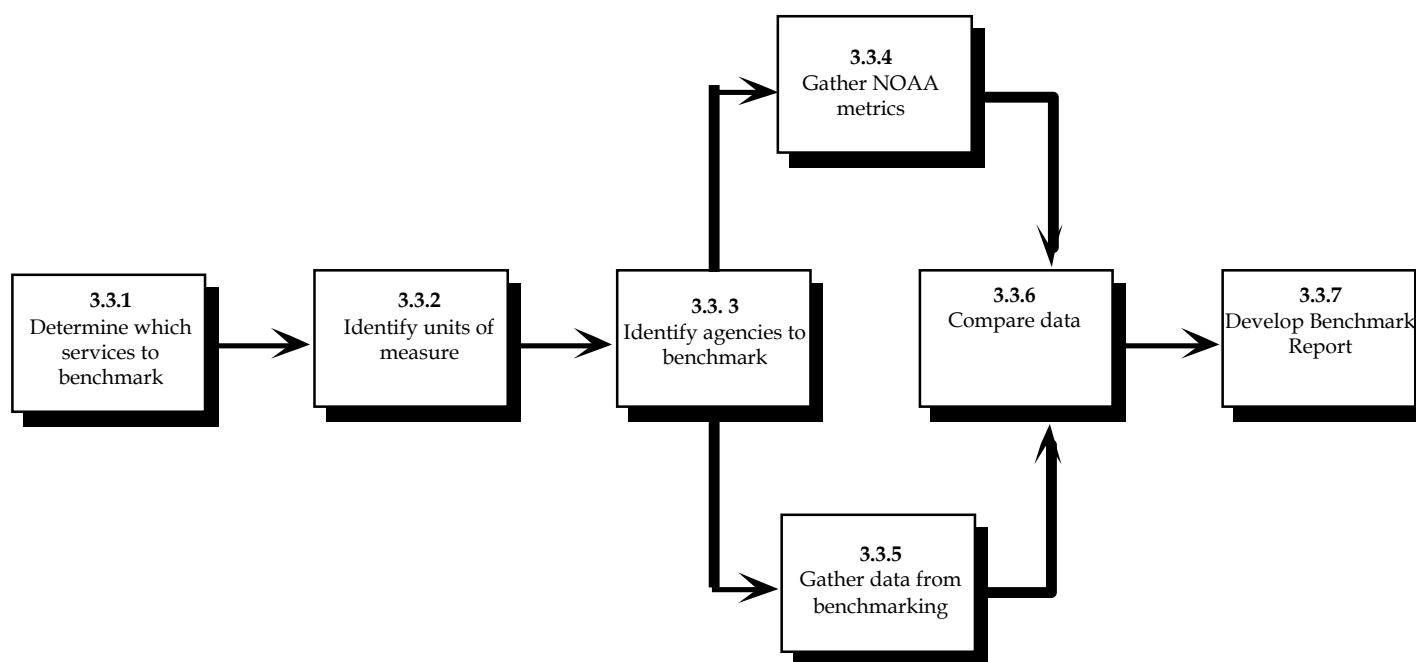 3.3.1
Determine which
services to
benchmark
3.3.2
Identify units of
measure
3.3. 3
Identify agencies to
benchmark
3.3.4
Gather NOAA
metrics
3.3.5
Gather data from
benchmarking
3.3.6
Compare data
3.3.7
Develop Benchmark
Report